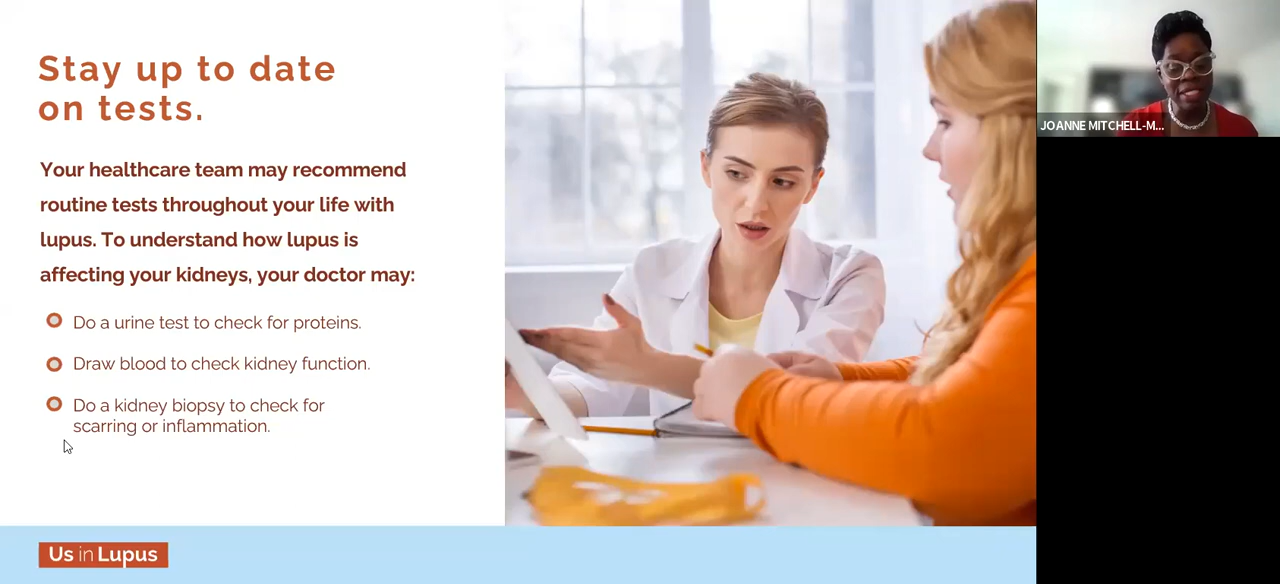 Stay up to date
on tests.
Your healthcare team may recommend
routine tests throughout your life with
lupus. To understand how lupus is
affecting your kidneys, your doctor may:
Do a urine test to check for proteins.
Draw blood to check kidney function.
Do a kidney biopsy to check for
scarring or inflammation.
Us in Lupus
JOANNE MITCHELL-M...